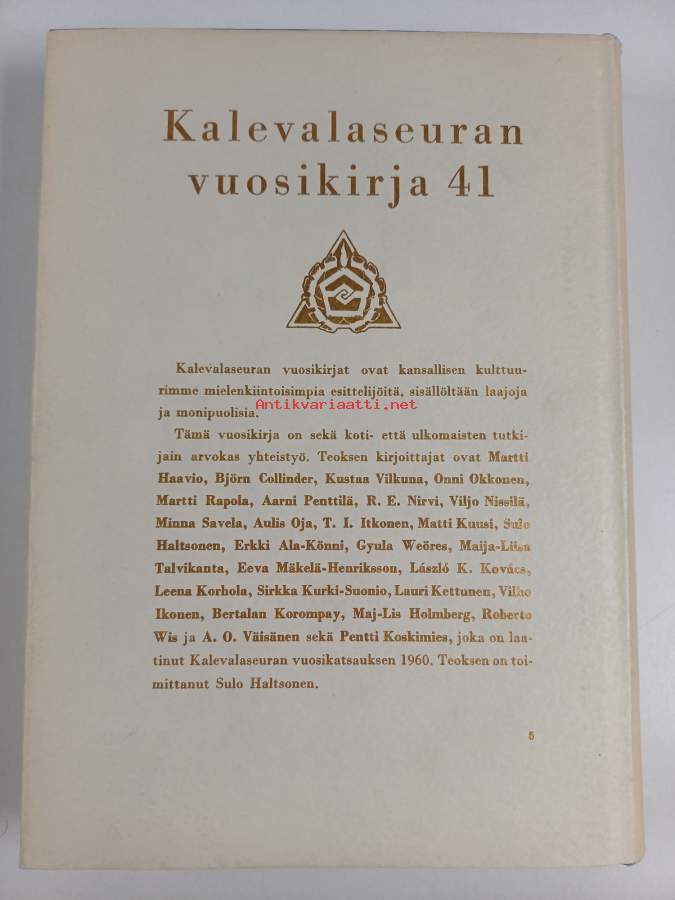 Kalevalaseuran
vuosikirja 41
Kalevalaseuran vuosikirjat ovat kansallisen kulttuu-
rimme mielenkiintoisimpia esittelijöitä, sisällöltään laajoja
ja monipuolisia.
Antikvariaatti.net
Tämä vuosikirja on sekä koti- että ulkomaisten tutki-
jain arvokas yhteistyö. Teoksen kirjoittajat ovat Martti
Haavio, Björn Collinder, Kustaa Vilkuna, Onni Okkonen,
Martti Rapola, Aarni Penttilä, R. E. Nirvi, Viljo Nissilä,
Minna Savela, Aulis Oja, T. I. Itkonen, Matti Kuusi, Sulo
Haltsonen, Erkki Ala-Könni, Gyula Weöres, Maija-Liisa
Talvikanta, Eeva Mäkelä-Henriksson, László K. Kovács,
Leena Korhola, Sirkka Kurki-Suonio, Lauri Kettunen, Vilho
Ikonen, Bertalan Korompay, Maj-Lis Holmberg, Roberto
Wis ja A. O. Väisänen sekä Pentti Koskimies, joka on laa-
tinut Kalevalaseuran vuosikatsauksen 1960. Teoksen on toi-
mittanut Sulo Haltsonen.
5